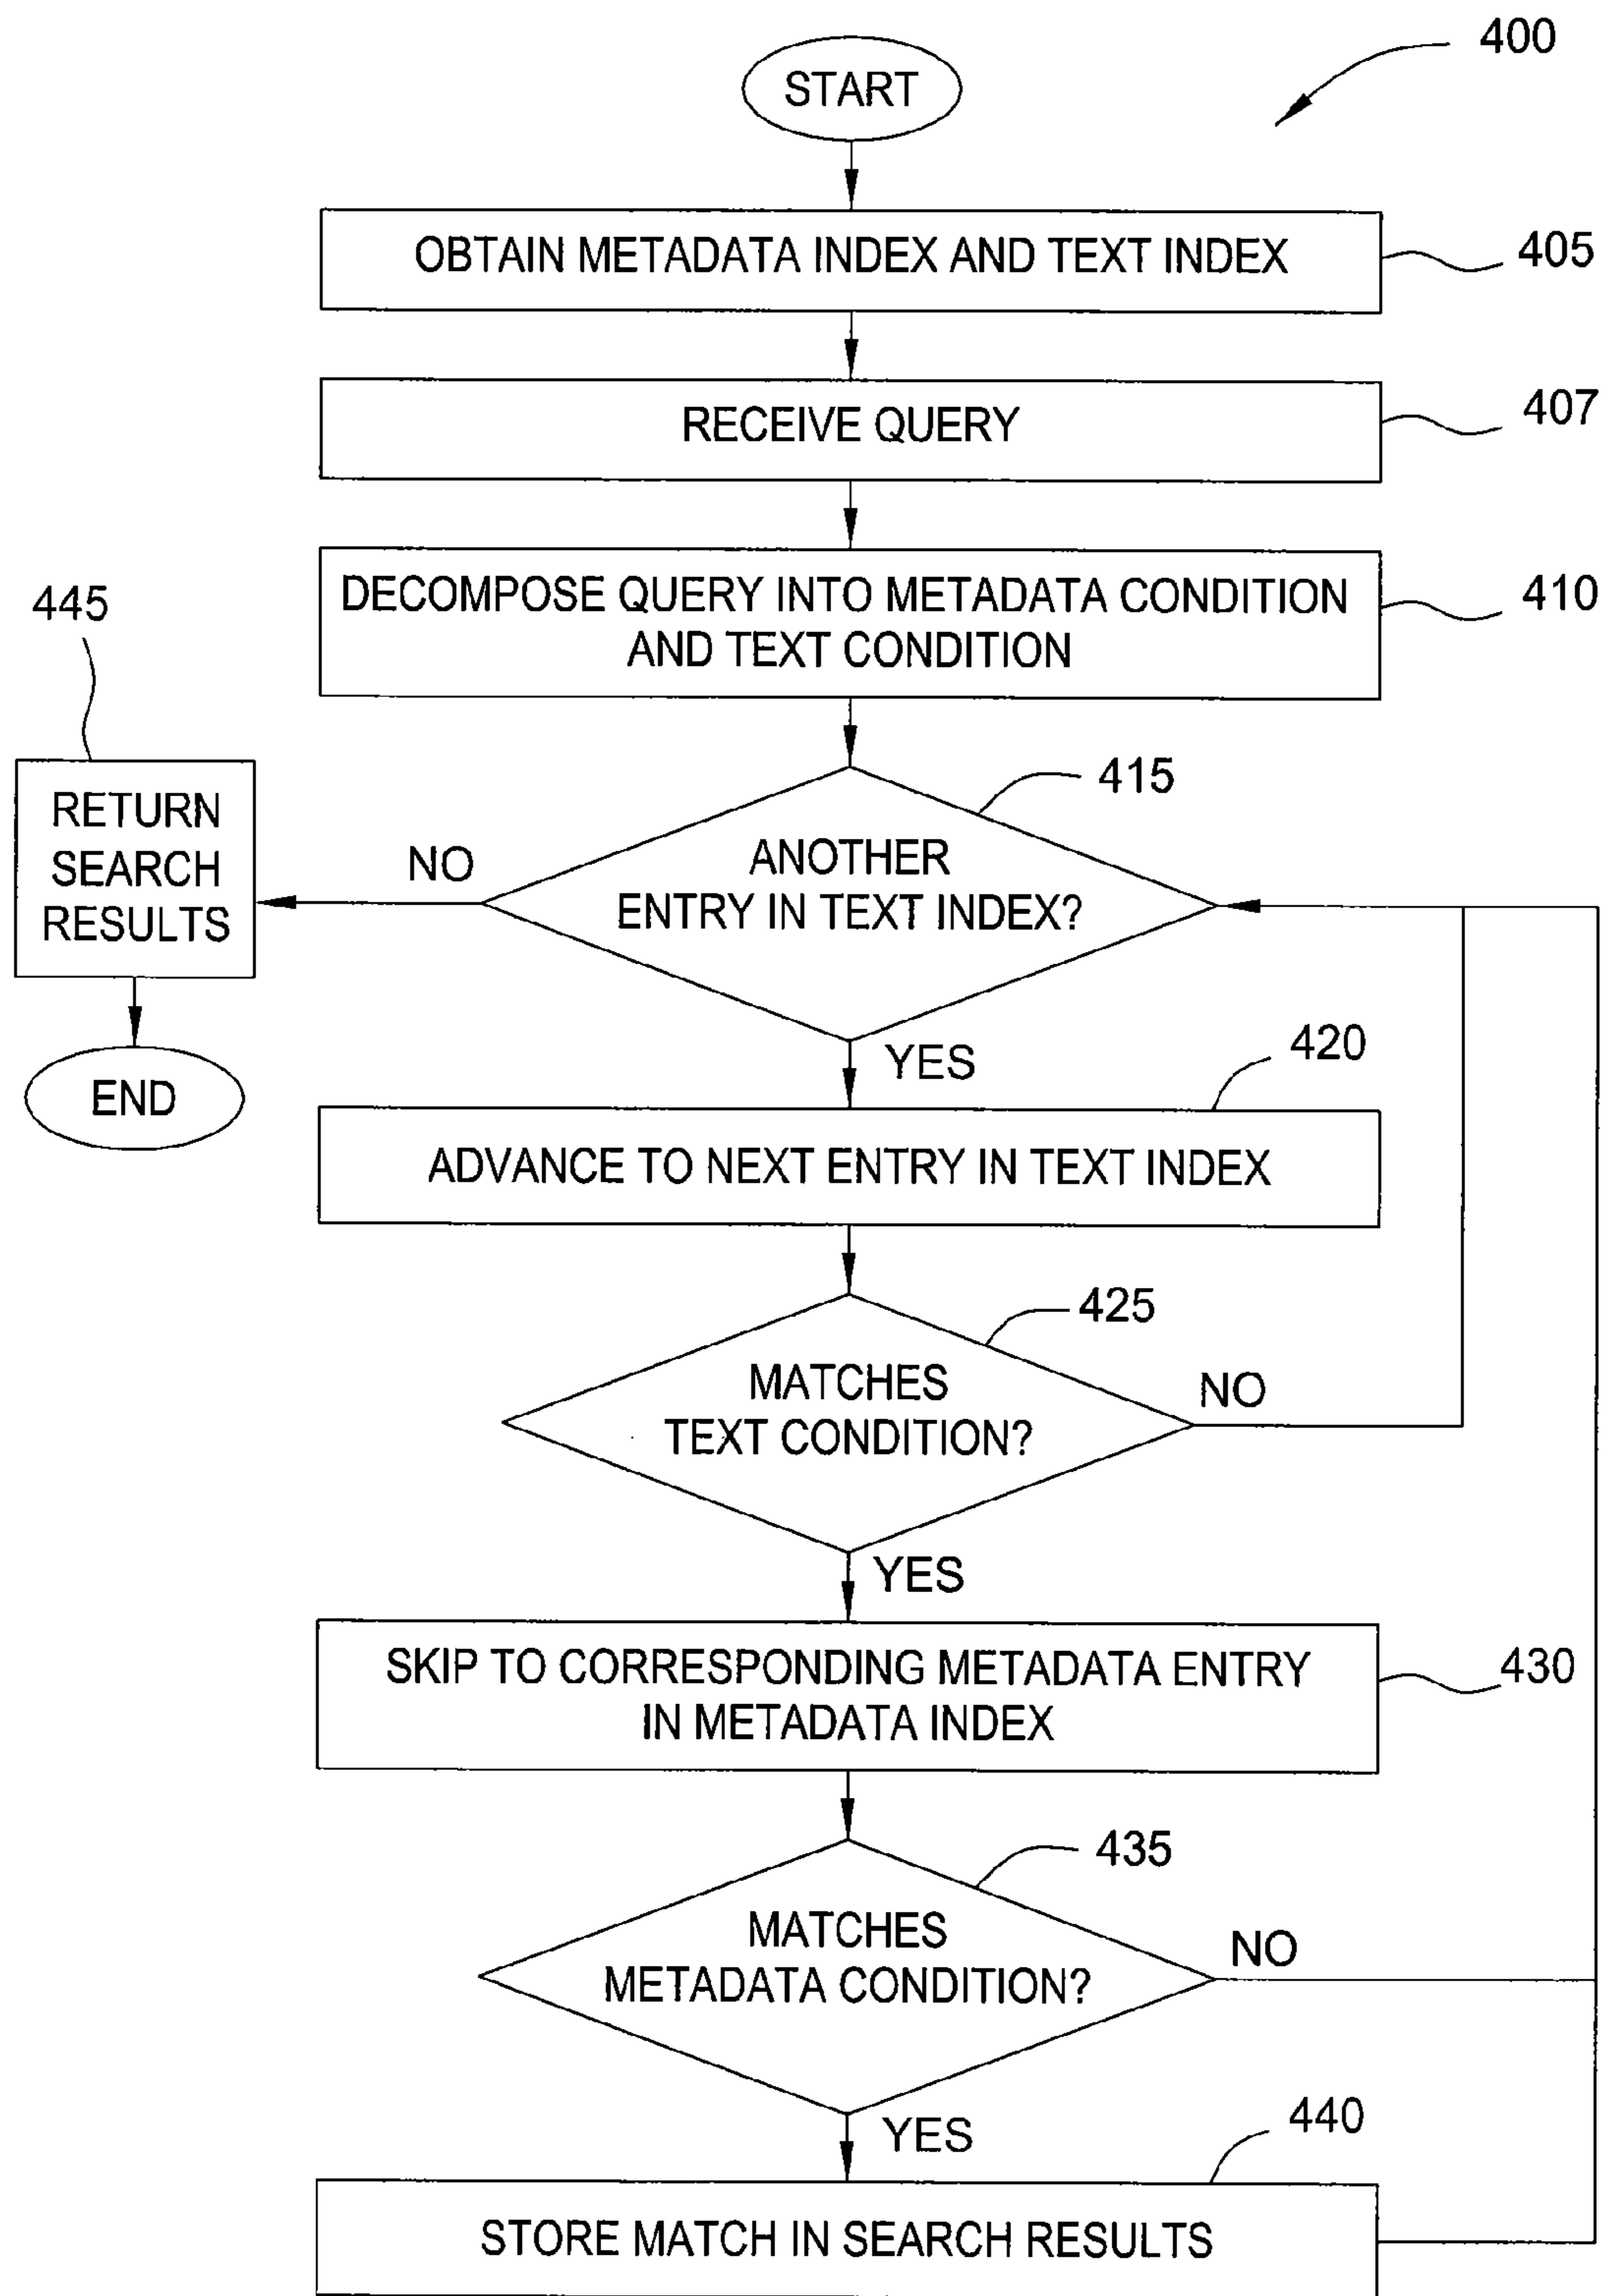 400
START
OBTAIN METADATA INDEX AND TEXT INDEX
405
RECEIVE QUERY
407
DECOMPOSE QUERY INTO METADATA CONDITION
AND TEXT CONDITION
410
445
RETURN
SEARCH
RESULTS
END
NO
415
ANOTHER
ENTRY IN TEXT INDEX?
YES
420
ADVANCE TO NEXT ENTRY IN TEXT INDEX
425
MATCHES
TEXT CONDITION?
NO
YES
SKIP TO CORRESPONDING METADATA ENTRY
IN METADATA INDEX
430
435
MATCHES
METADATA CONDITION?
NO
YES
440
STORE MATCH IN SEARCH RESULTS